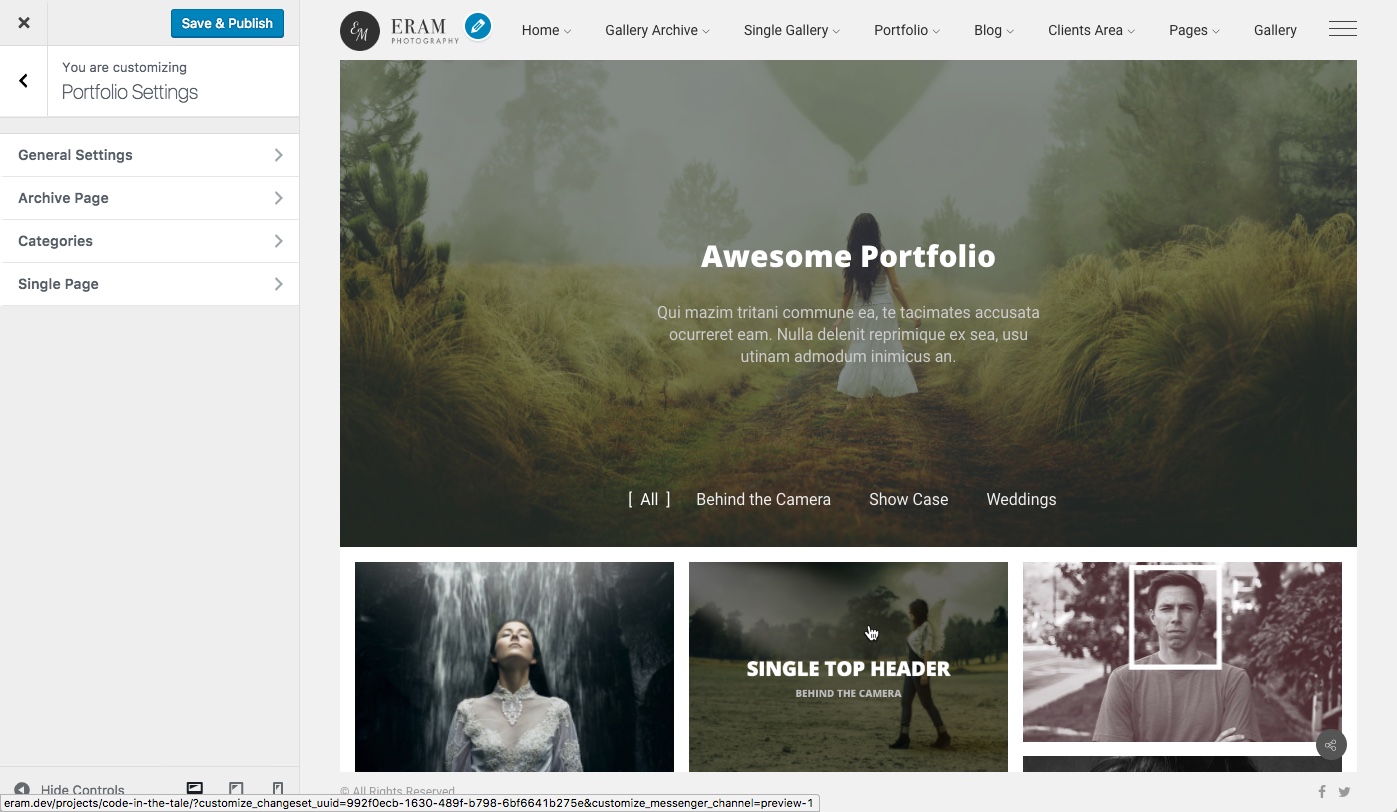 Save & Publish
You are customizing
Portfolio Settings
General Settings
Archive Page
Categories
Single Page
Hide Controls
EM ERAM
PHOTOGRAPHY
Home Gallery Archive Single Gallery Portfolio Blog Clients Area Pages Gallery
Awesome Portfolio
Qui mazim tritani commune ea, te tacimates accusata
ocurreret eam. Nulla delenit reprimique ex sea, usu
utinam admodum inimicus an.
[ All ] Behind the Camera Show Case Weddings
SINGLE TOP HEADER
BEHIND THE CAMERA
© All Rights Reserved
eram.dev/projects/code-in-the-tale/?customize_changeset_uuid=992f0ecb-1630-489f-b798-6bf6641b275e&customize_messenger_channel=preview-1